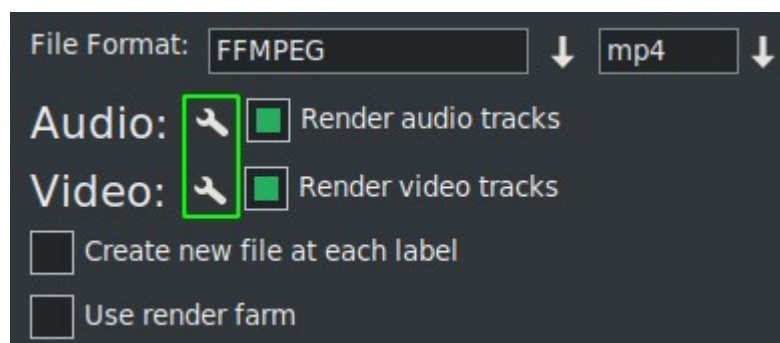 File Format: FFMPEG mp4
Audio: Render audio tracks
Video: Render video tracks
Create new file at each label
Use render farm